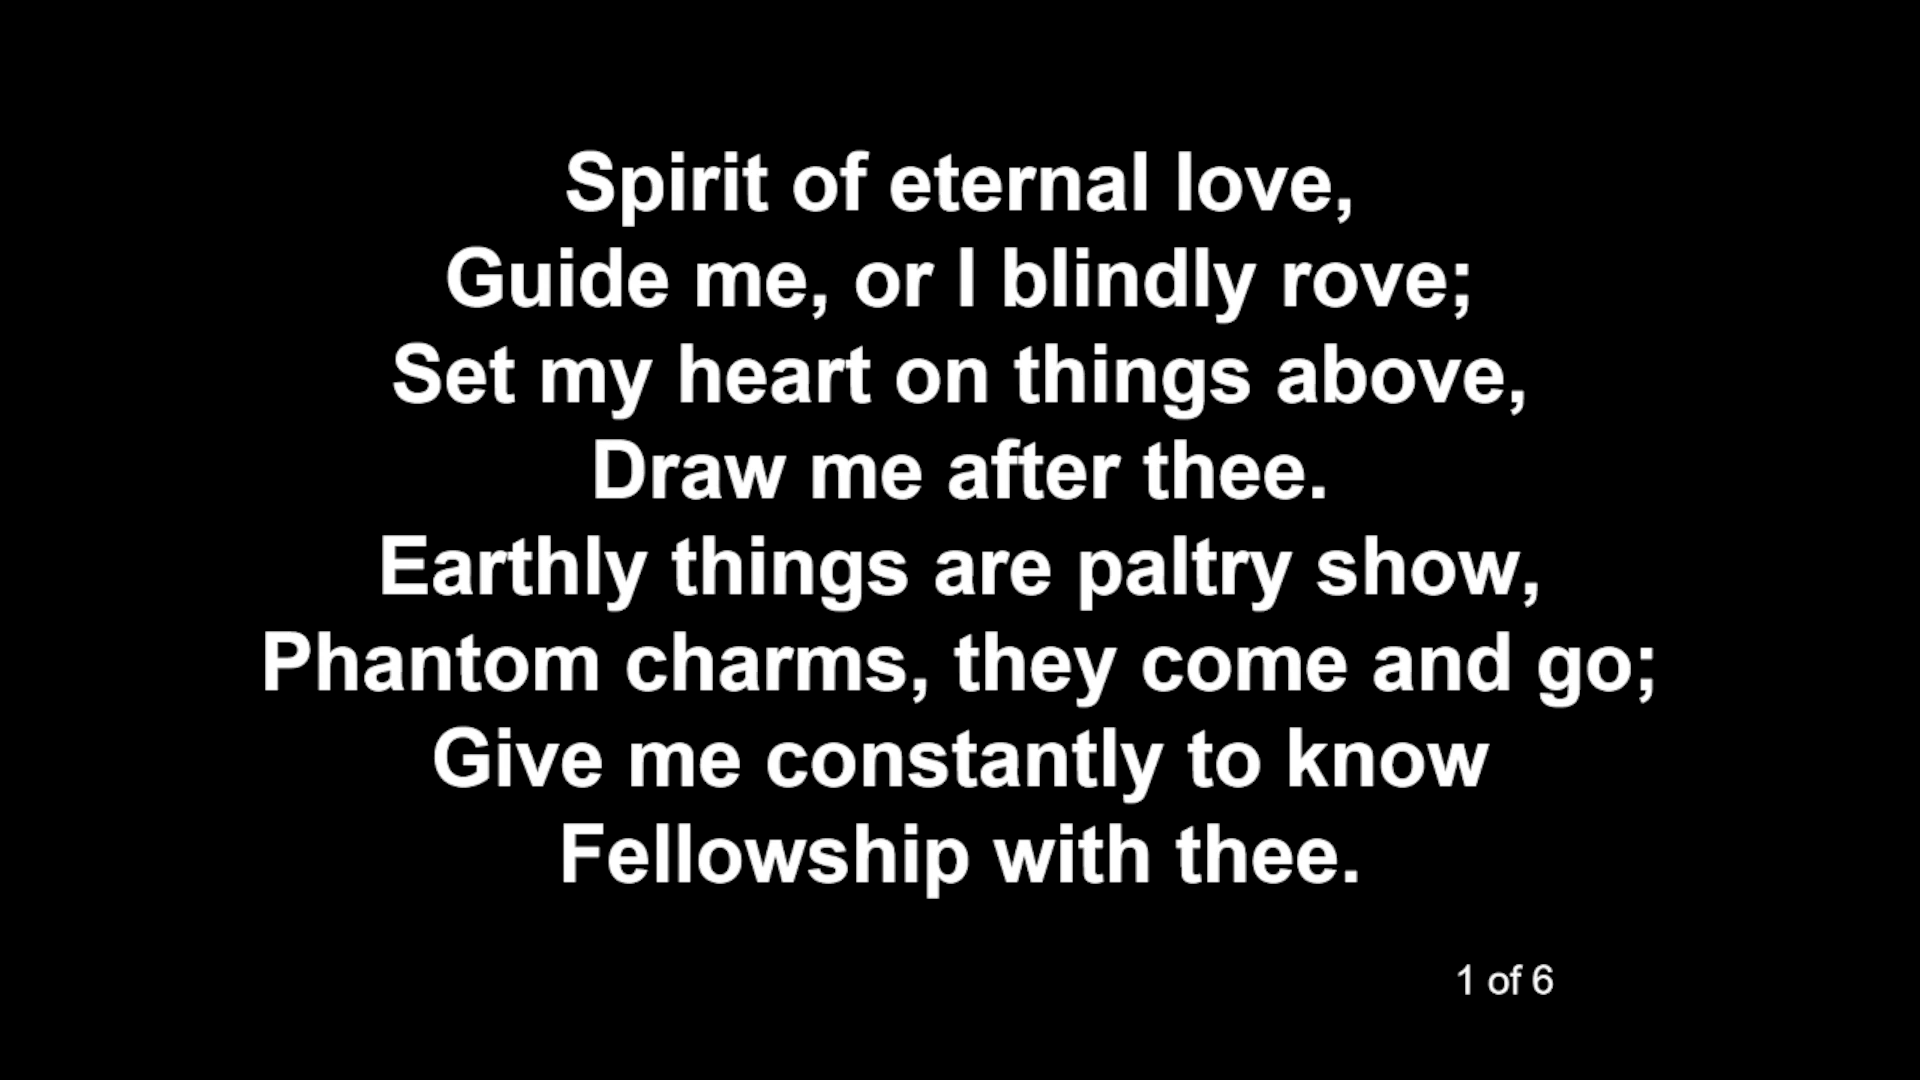 Spirit of eternal love,
Guide me, or I blindly rove;
Set my heart on things above,
Draw me after thee.
Earthly things are paltry show,
Phantom charms, they come and go;
Give me constantly to know
Fellowship with thee.
1 of 6